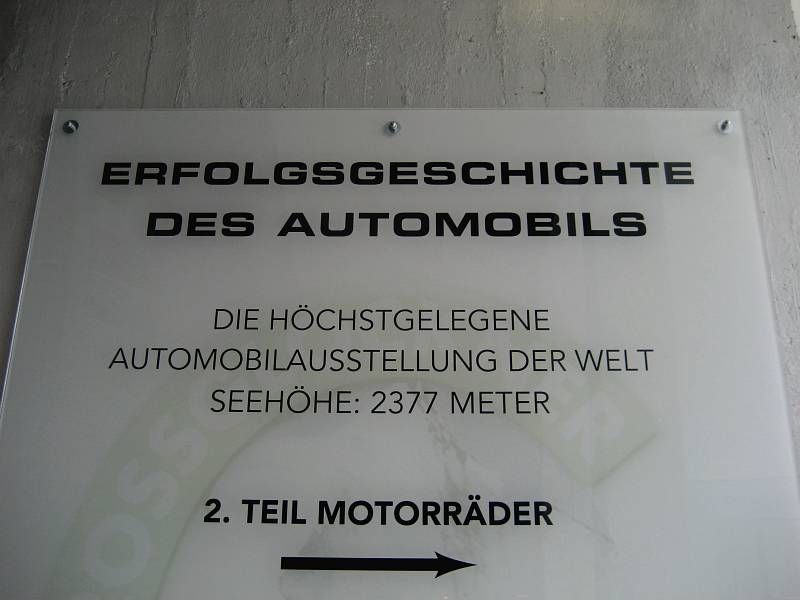 ERFOLGSGESCHICHTE
DES AUTOMOBILS
DIE HÖCHSTGELEGENE
AUTOMOBILAUSSTELLUNG DER WELT
SEEHÖHE: 2377 METER
2. TEIL MOTORRÄDER